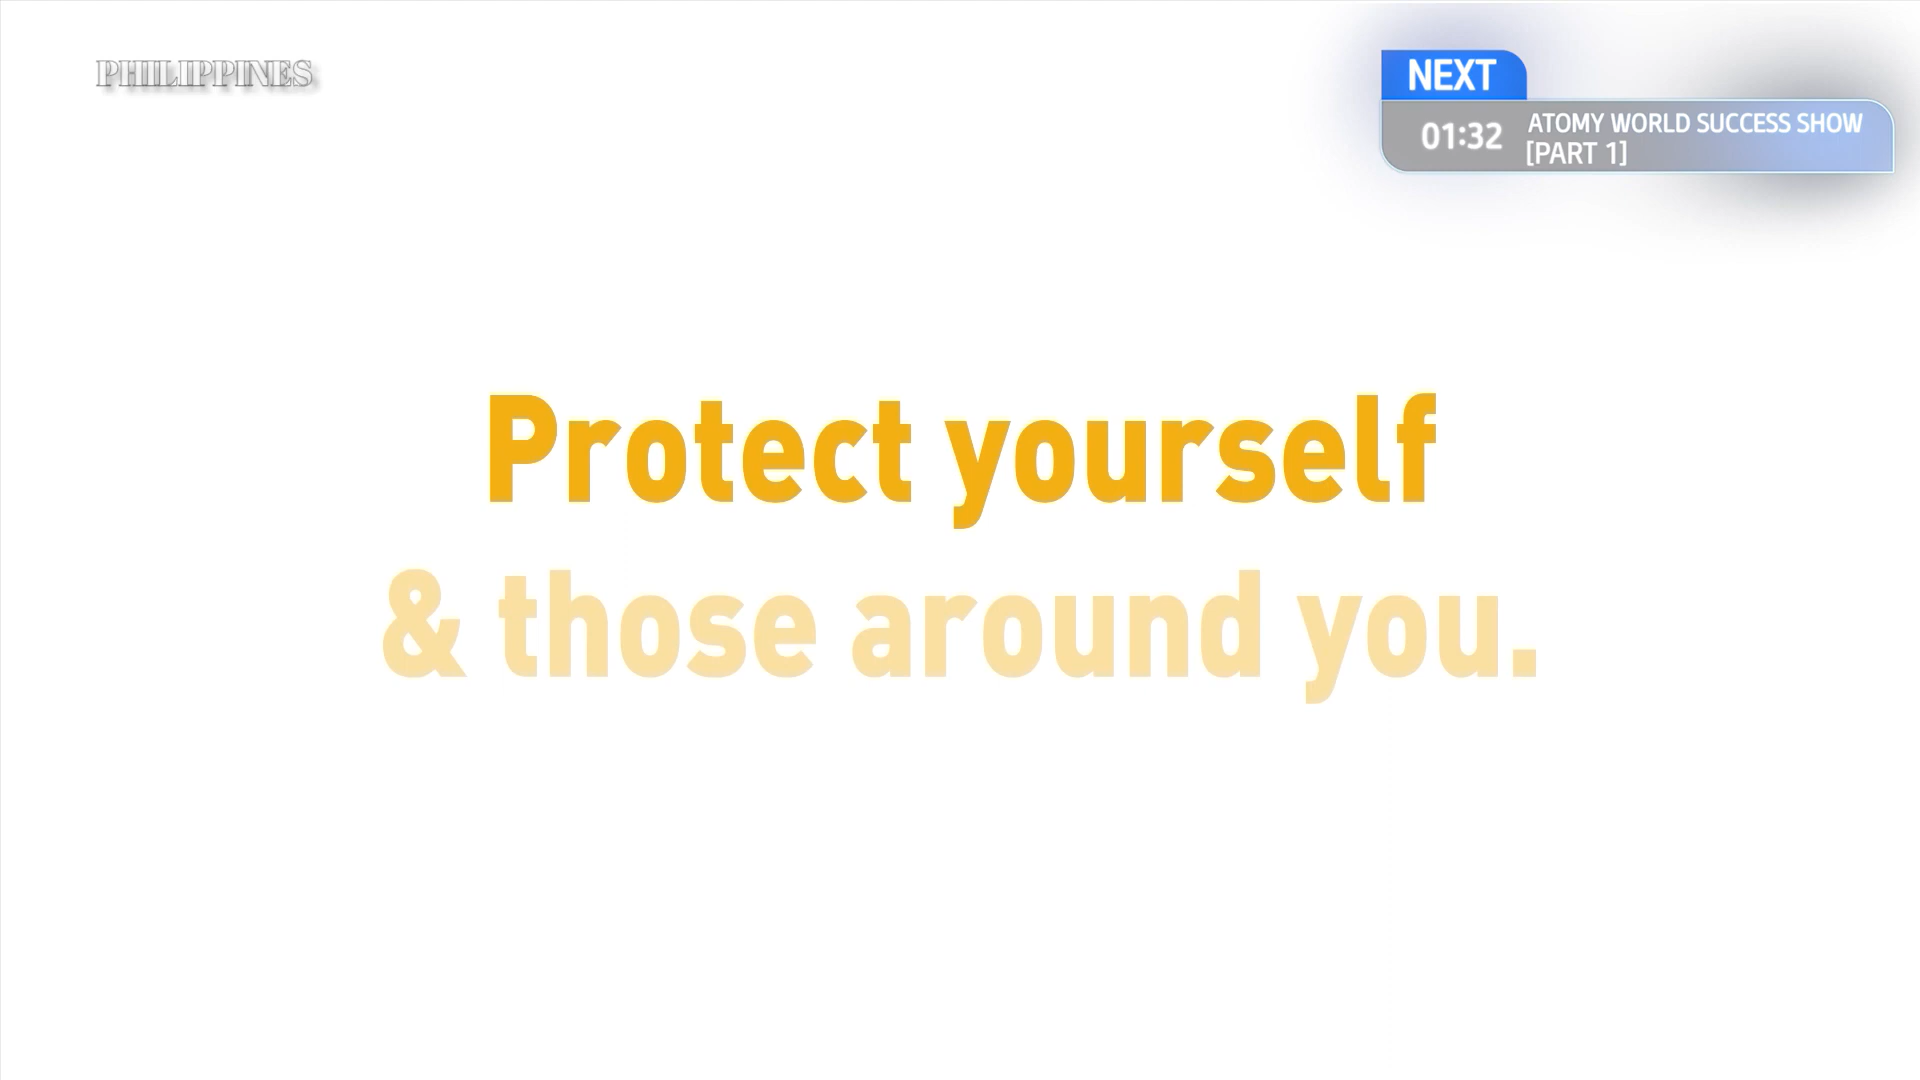 PHILIPPINES
NEXT
01:32 ATOMY WORLD SUCCESS SHOW
[PART 1]
Protect yourself
& those around you.